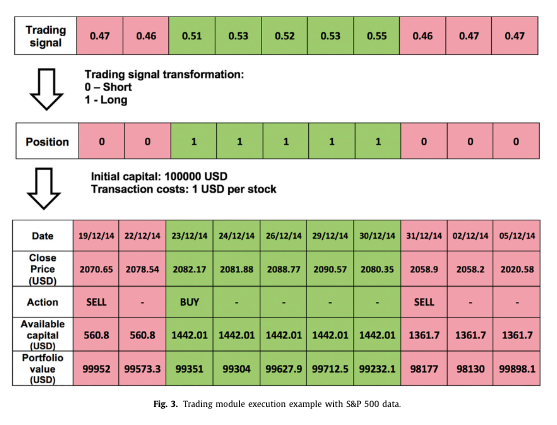 Trading signal 0.47 0.46 0.51 0.53 0.52 0.53 0.55 0.46 0.47 0.47
Trading signal transformation:
0 – Short
1 - Long
Position 0 0 1 1 1 1 1 0 0 0
Initial capital: 100000 USD
Transaction costs: 1 USD per stock
Date 19/12/14 22/12/14 23/12/14 24/12/14 26/12/14 29/12/14 30/12/14 31/12/14 02/12/14 05/12/14
Close Price (USD) 2070.65 2078.54 2082.17 2081.88 2088.77 2090.57 2080.35 2058.9 2058.2 2020.58
Action SELL - BUY - - - - SELL - -
Available capital (USD) 560.8 560.8 1442.01 1442.01 1442.01 1442.01 1442.01 1361.7 1361.7 1361.7
Portfolio value (USD) 99952 99573.3 99351 99304 99627.9 99712.5 99232.1 98177 98130 99898.1
Fig. 3. Trading module execution example with S&P 500 data.